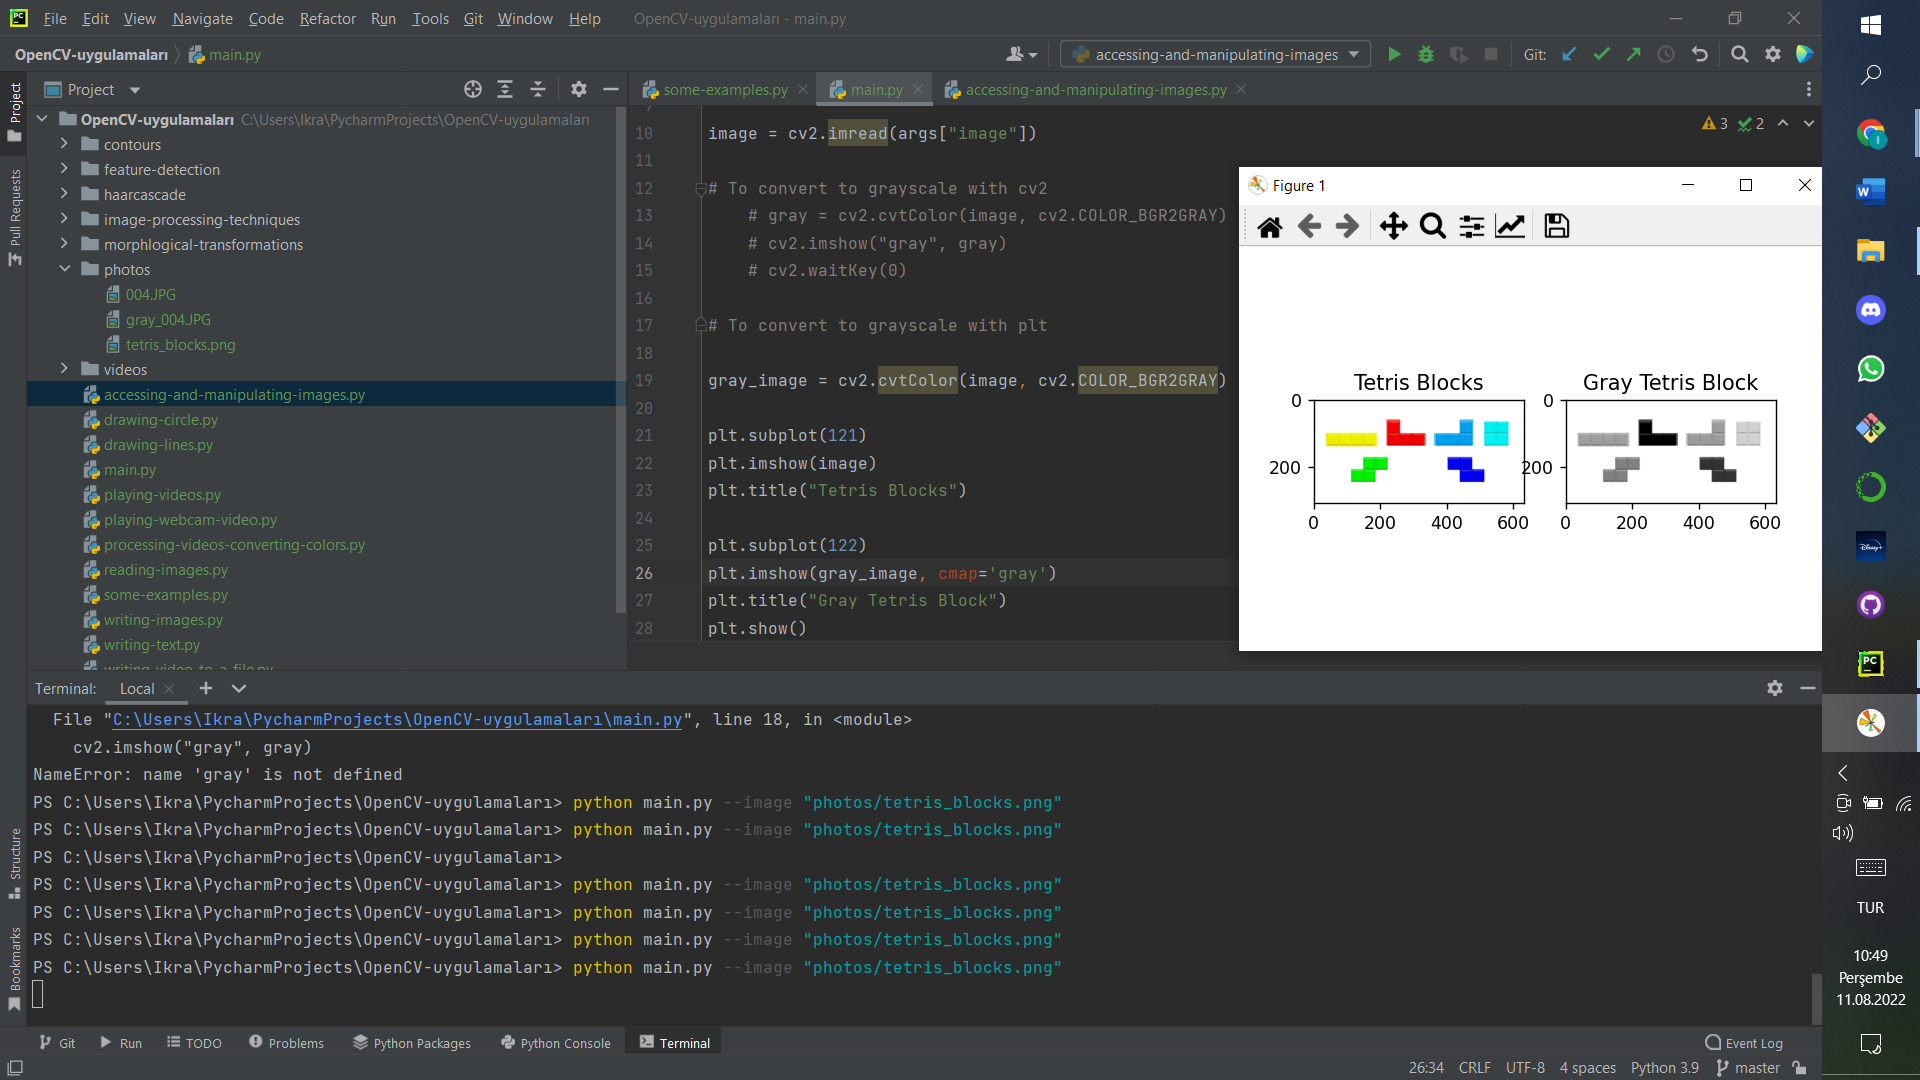 File Edit View Navigate Code Refactor Run Tools Git Window Help OpenCV-uygulamaları - main.py
OpenCV-uygulamaları main.py
accessing-and-manipulating-images
Git:
Project
Pull Requests
Structure
Bookmarks
Project
OpenCV-uygulamaları C:\Users\Ikra\PycharmProjects\OpenCV-uygulamaları
contours
feature-detection
haarcascade
image-processing-techniques
morphlogical-transformations
photos
004.JPG
gray_004.JPG
tetris_blocks.png
videos
accessing-and-manipulating-images.py
drawing-circle.py
drawing-lines.py
main.py
playing-videos.py
playing-webcam-video.py
processing-videos-converting-colors.py
reading-images.py
some-examples.py
writing-images.py
writing-text.py
writing_video_to_a_file.py
some-examples.py main.py accessing-and-manipulating-images.py
3 2
10 image = cv2.imread(args["image"])
11
12 # To convert to grayscale with cv2
13 # gray = cv2.cvtColor(image, cv2.COLOR_BGR2GRAY)
14 # cv2.imshow("gray", gray)
15 # cv2.waitKey(0)
16
17 # To convert to grayscale with plt
18
19 gray_image = cv2.cvtColor(image, cv2.COLOR_BGR2GRAY)
20
21 plt.subplot(121)
22 plt.imshow(image)
23 plt.title("Tetris Blocks")
24
25 plt.subplot(122)
26 plt.imshow(gray_image, cmap='gray')
27 plt.title("Gray Tetris Block")
28 plt.show()
Figure 1
Tetris Blocks
0
200
0 200 400 600
Gray Tetris Block
0
200
0 200 400 600
Terminal: Local
File "C:\Users\Ikra\PycharmProjects\OpenCV-uygulamaları\main.py", line 18, in <module>
cv2.imshow("gray", gray)
NameError: name 'gray' is not defined
PS C:\Users\Ikra\PycharmProjects\OpenCV-uygulamaları> python main.py --image "photos/tetris_blocks.png"
PS C:\Users\Ikra\PycharmProjects\OpenCV-uygulamaları> python main.py --image "photos/tetris_blocks.png"
PS C:\Users\Ikra\PycharmProjects\OpenCV-uygulamaları>
PS C:\Users\Ikra\PycharmProjects\OpenCV-uygulamaları> python main.py --image "photos/tetris_blocks.png"
PS C:\Users\Ikra\PycharmProjects\OpenCV-uygulamaları> python main.py --image "photos/tetris_blocks.png"
PS C:\Users\Ikra\PycharmProjects\OpenCV-uygulamaları> python main.py --image "photos/tetris_blocks.png"
PS C:\Users\Ikra\PycharmProjects\OpenCV-uygulamaları> python main.py --image "photos/tetris_blocks.png"
Git Run TODO Problems Python Packages Python Console Terminal Event Log
26:34 CRLF UTF-8 4 spaces Python 3.9 master
PC
W
I
Disney+
PC
TUR
10:49
Perşembe
11.08.2022